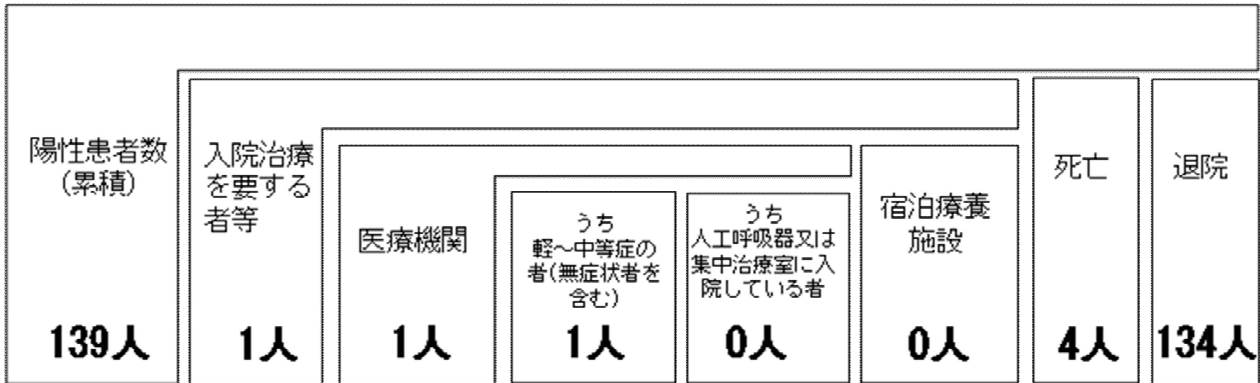 陽性患者数
(累積)
139人
入院治療
を要する
者等
1人
医療機関
1人
うち
軽～中等症の
者(無症状者を
含む)
1人
うち
人工呼吸器又は
集中治療室に入
院している者
0人
宿泊療養
施設
0人
死亡
4人
退院
134人